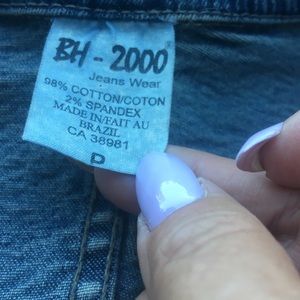 BH - 2000
Jeans Wear
98% COTTON/COTON
2% SPANDEX
MADE IN/FAIT AU
BRAZIL
CA 38981
P